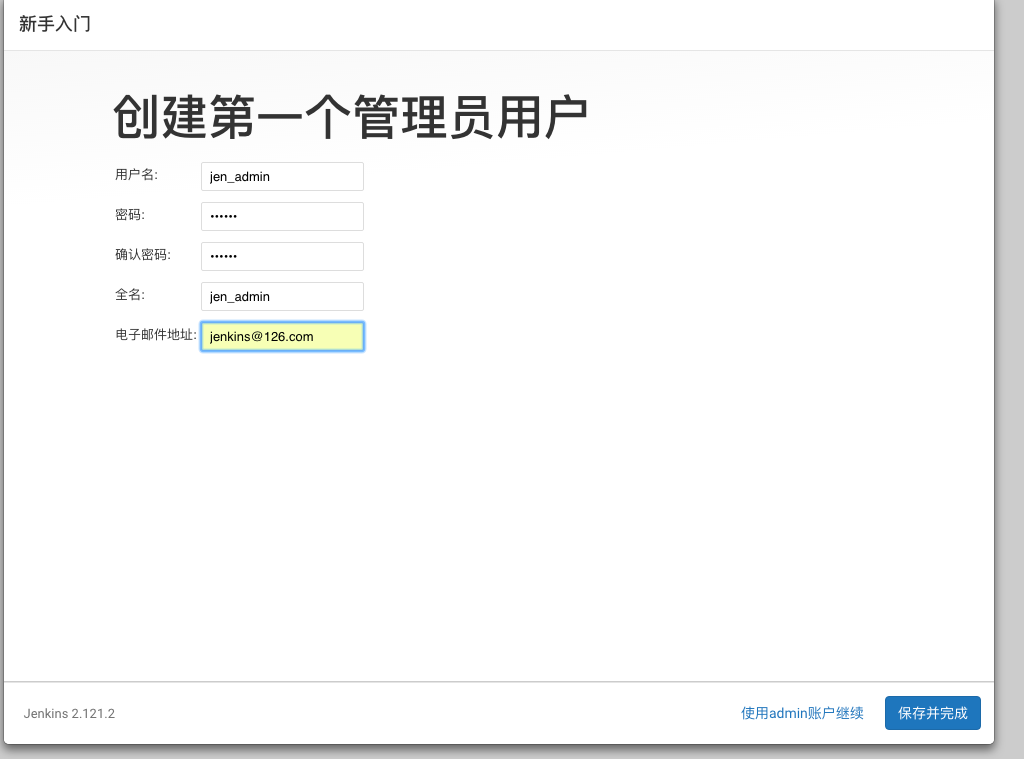 新手入门
创建第一个管理员用户
用户名: jen_admin
密码: ••••••
确认密码: ••••••
全名: jen_admin
电子邮件地址: jenkins@126.com
Jenkins 2.121.2 使用admin账户继续 保存并完成